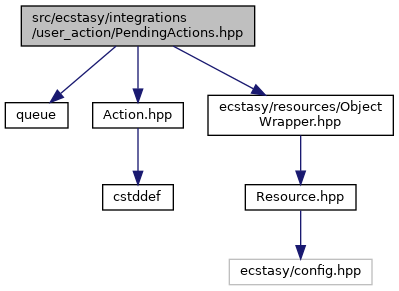 src/ecstasy/integrations
/user_action/PendingActions.hpp
queue
Action.hpp
ecstasy/resources/Object
Wrapper.hpp
cstddef
Resource.hpp
ecstasy/config.hpp